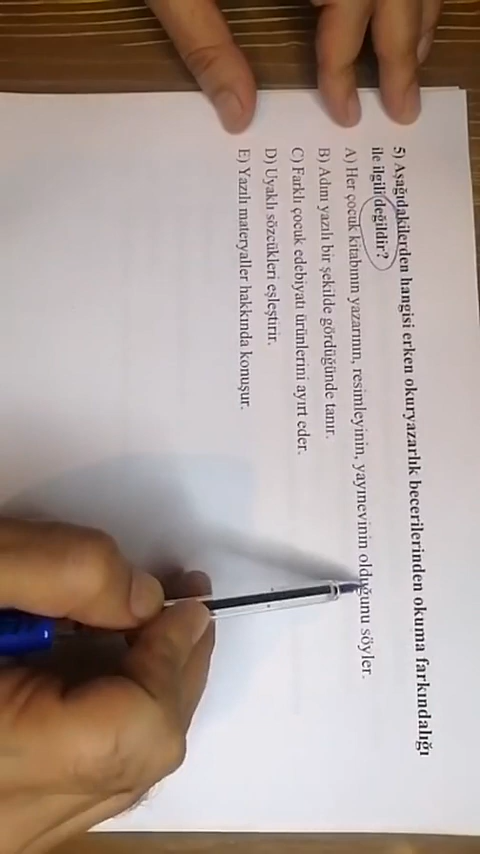 5) Aşağıdakilerden hangisi erken okuryazarlık becerilerinden okuma farkındalığı
ile ilgili değildir?
A) Her çocuk kitabının yazarının, resimleyinin, yayınevinin olduğunu söyler.
B) Adını yazılı bir şekilde gördüğünde tanır.
C) Farklı çocuk edebiyatı ürünlerini ayırt eder.
D) Uyaklı sözcükleri eşleştirir.
E) Yazılı materyaller hakkında konuşur.